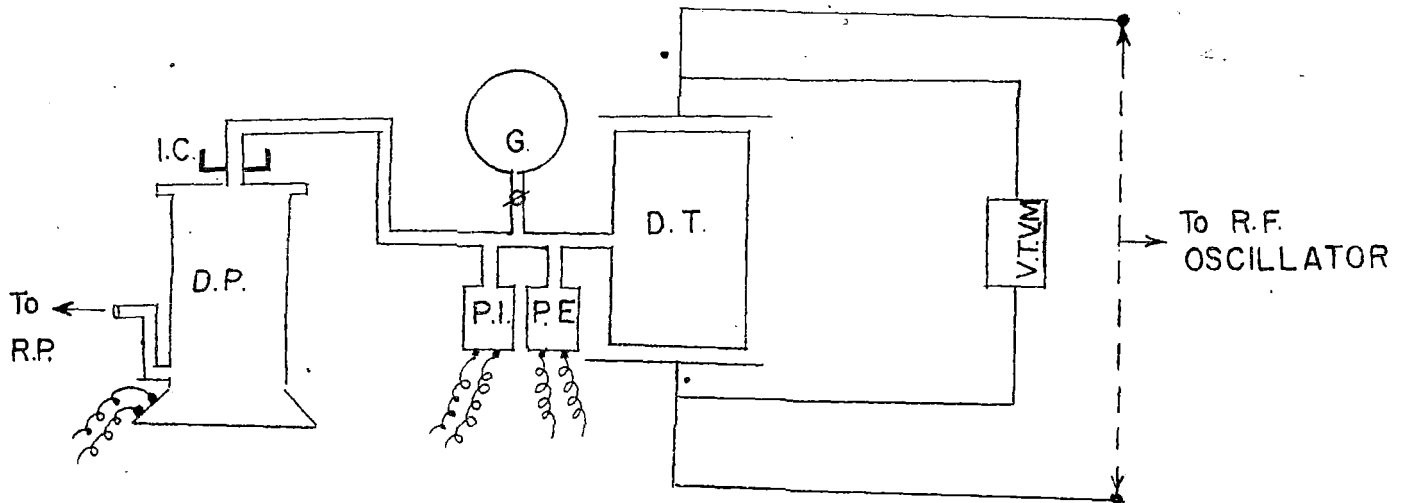 I.C.
G.
D.T.
D.P.
V.T.V.M
To R.F.
OSCILLATOR
To
R.P.
P.I.
P.E